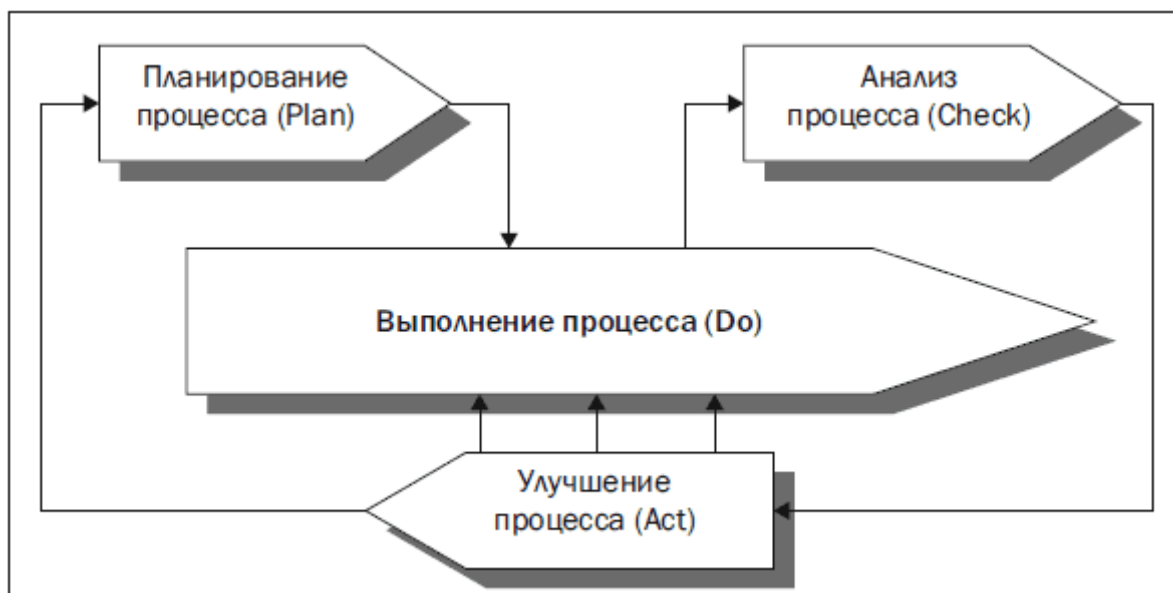 Планирование
процесса (Plan)
Анализ
процесса (Check)
Выполнение процесса (Do)
Улучшение
процесса (Act)